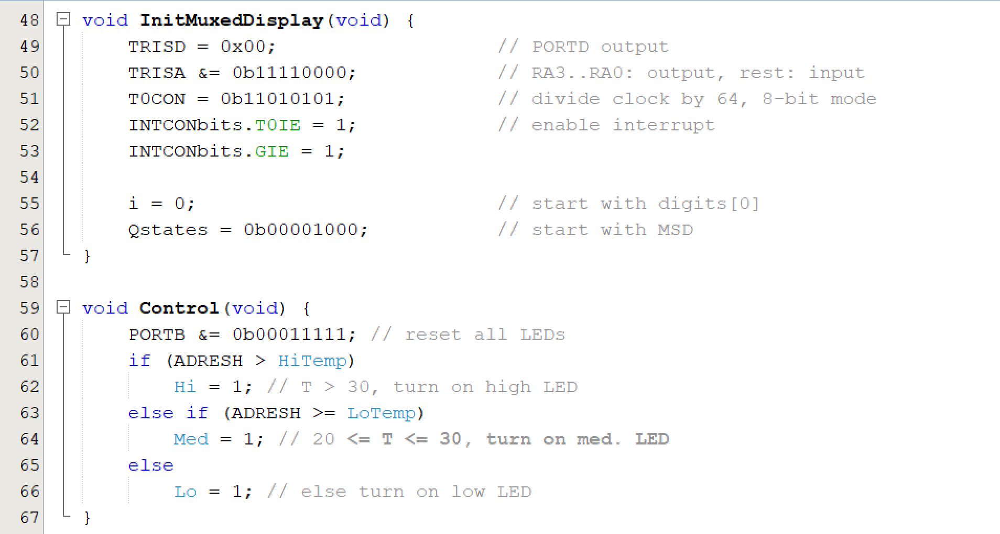 48 void InitMuxedDisplay(void) {
49 TRISD = 0x00; // PORTD output
50 TRISA &= 0b11110000; // RA3..RA0: output, rest: input
51 T0CON = 0b11010101; // divide clock by 64, 8-bit mode
52 INTCONbits.T0IE = 1; // enable interrupt
53 INTCONbits.GIE = 1;
54
55 i = 0; // start with digits[0]
56 Qstates = 0b00001000; // start with MSD
57 }
58
59 void Control(void) {
60 PORTB &= 0b00011111; // reset all LEDs
61 if (ADRESH > HiTemp)
62 Hi = 1; // T > 30, turn on high LED
63 else if (ADRESH >= LoTemp)
64 Med = 1; // 20 <= T <= 30, turn on med. LED
65 else
66 Lo = 1; // else turn on low LED
67 }